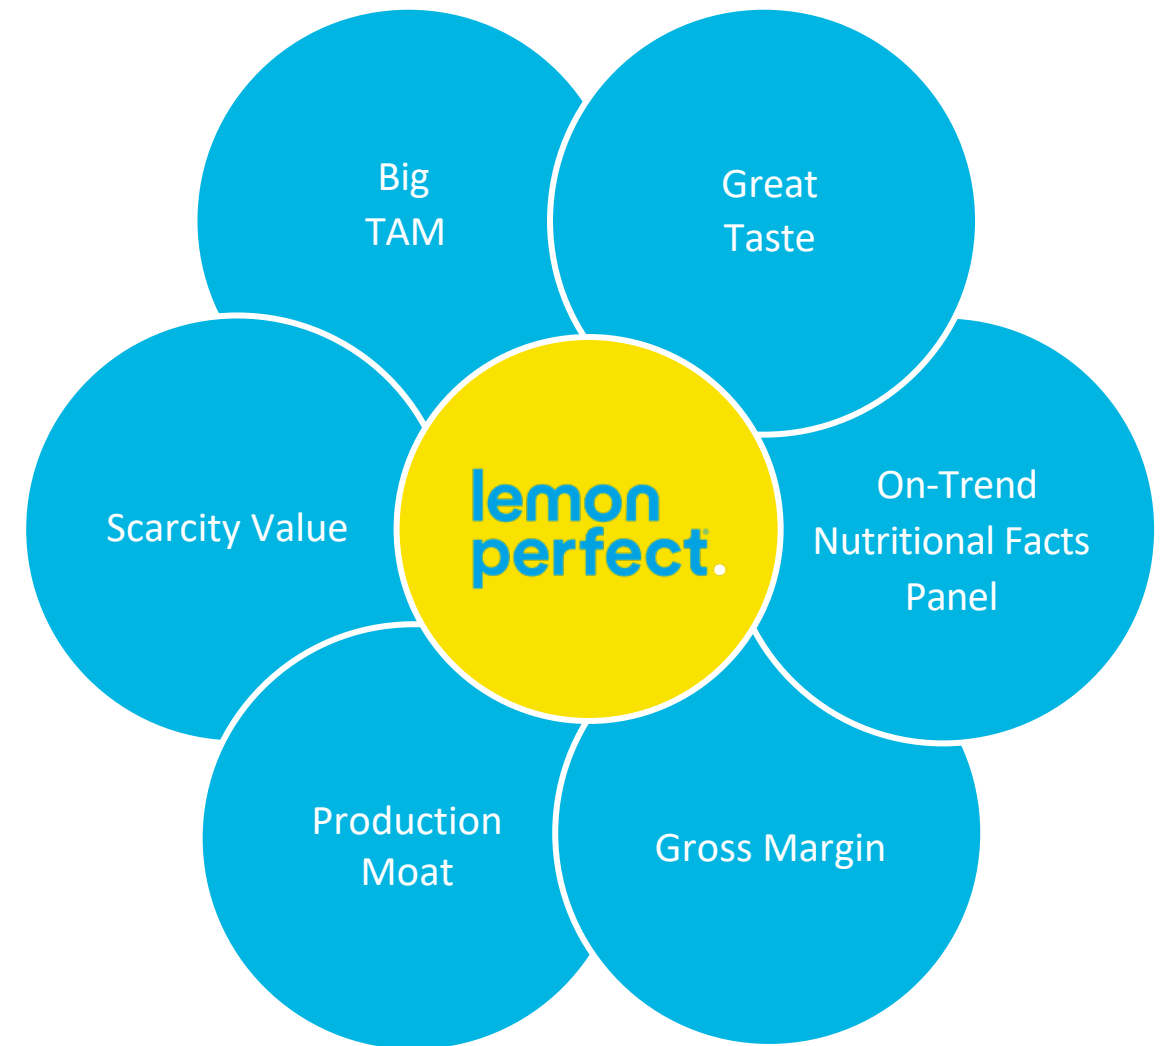 Big
TAM
Great
Taste
On-Trend
Nutritional Facts
Panel
Gross Margin
Production
Moat
Scarcity Value
lemon
perfect.